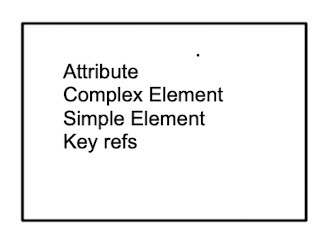 Attribute
Complex Element
Simple Element
Key refs